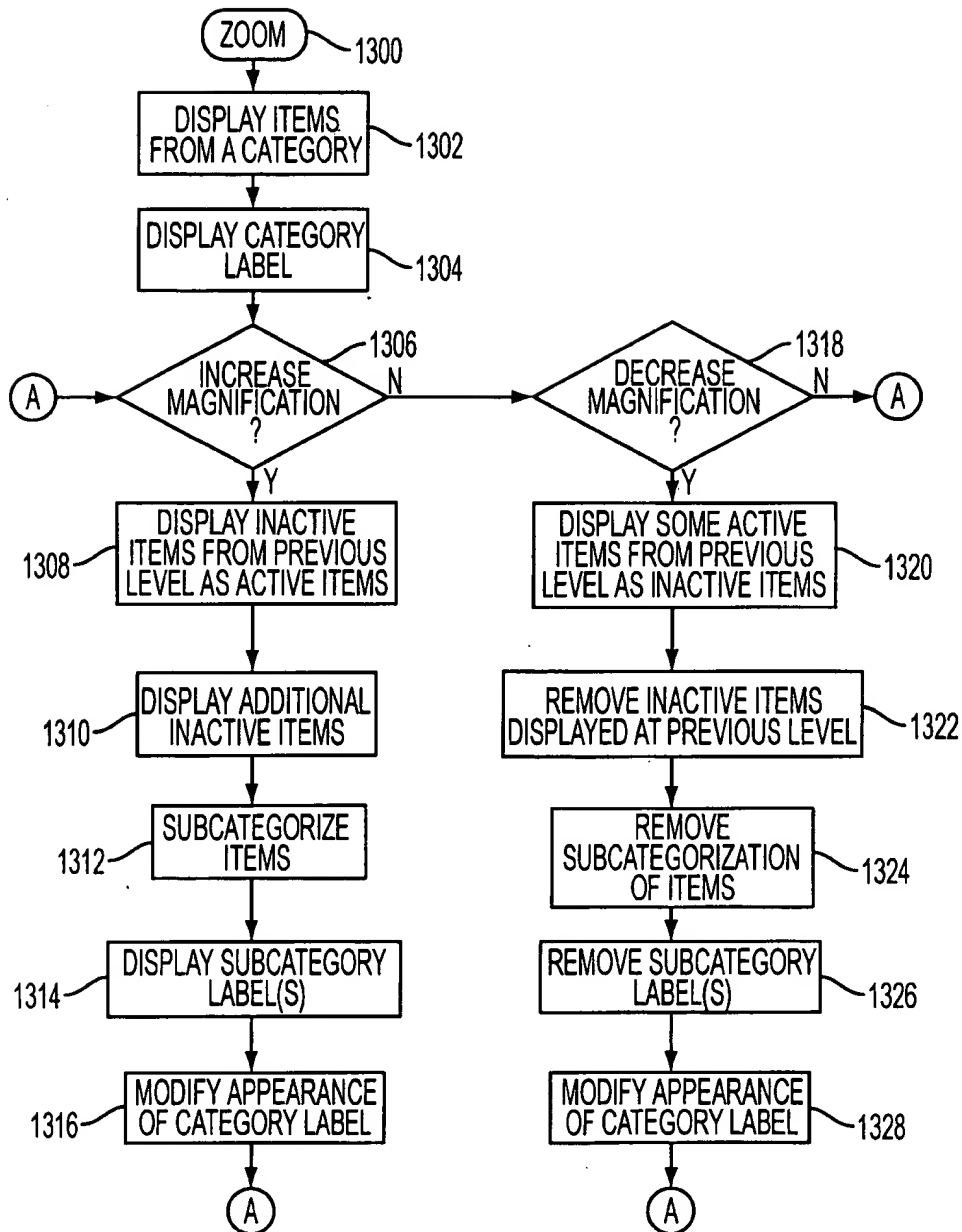 ZOOM
1300
DISPLAY ITEMS
FROM A CATEGORY
1302
DISPLAY CATEGORY
LABEL
1304
1306
1318
A
INCREASE
MAGNIFICATION
?
N
DECREASE
MAGNIFICATION
?
N
A
Y
Y
DISPLAY INACTIVE
ITEMS FROM PREVIOUS
LEVEL AS ACTIVE ITEMS
1308
DISPLAY SOME ACTIVE
ITEMS FROM PREVIOUS
LEVEL AS INACTIVE ITEMS
1320
DISPLAY ADDITIONAL
INACTIVE ITEMS
1310
REMOVE INACTIVE ITEMS
DISPLAYED AT PREVIOUS LEVEL
1322
SUBCATEGORIZE
ITEMS
1312
REMOVE
SUBCATEGORIZATION
OF ITEMS
1324
DISPLAY SUBCATEGORY
LABEL(S)
1314
REMOVE SUBCATEGORY
LABEL(S)
1326
MODIFY APPEARANCE
OF CATEGORY LABEL
1316
MODIFY APPEARANCE
OF CATEGORY LABEL
1328
A
A